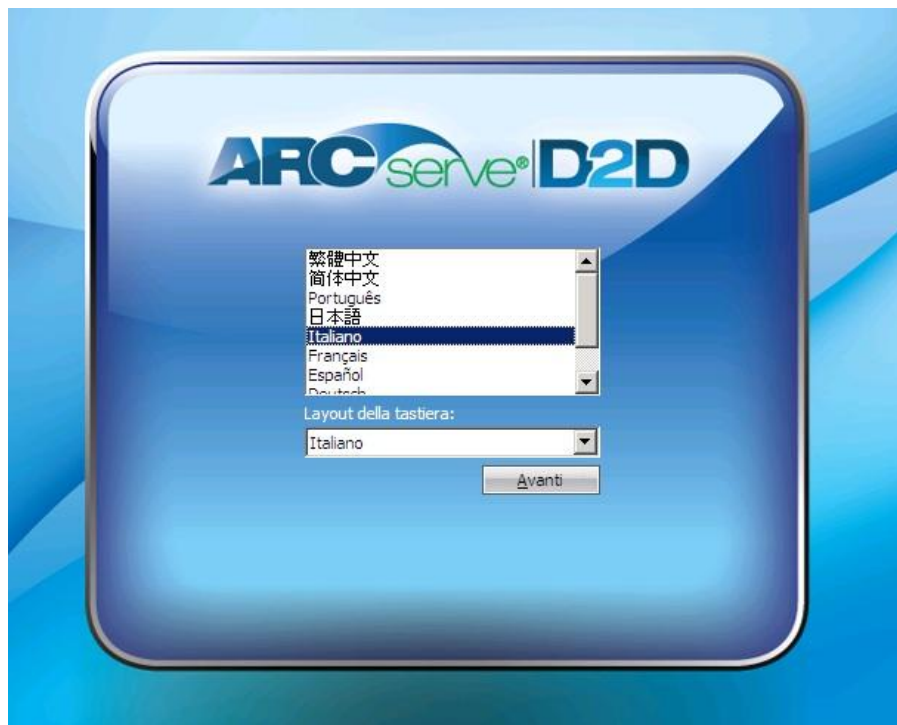 ARCserve® D2D
繁體中文
简体中文
Português
日本語
Italiano
Français
Español
Deutsch
Layout della tastiera:
Italiano
Avanti